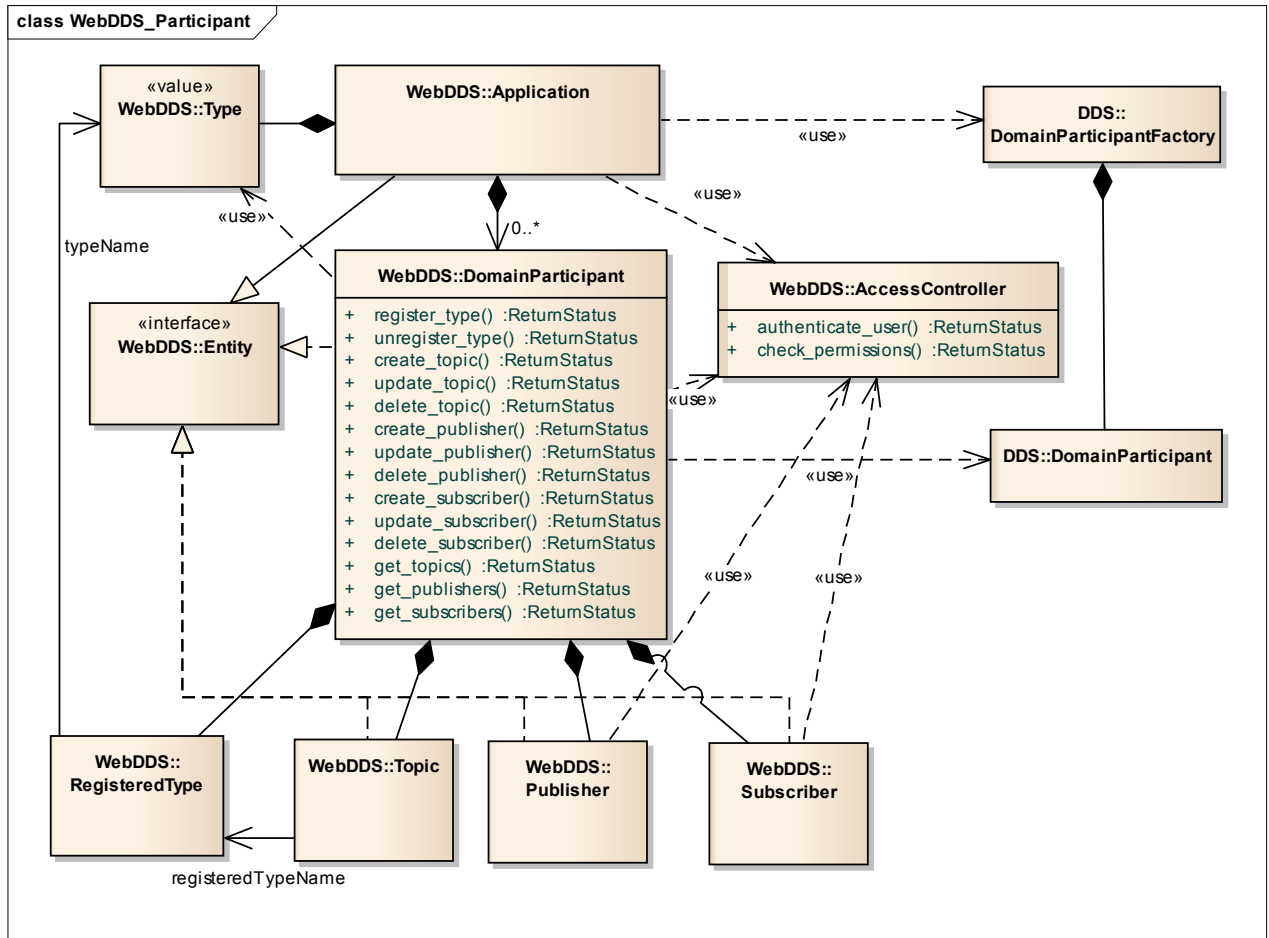 class WebDDS_Participant
«value»
WebDDS::Type
WebDDS::Application
DDS::
DomainParticipantFactory
«use»
«use»
«use»
0..*
typeName
WebDDS::DomainParticipant
+ register_type() :ReturnStatus
+ unregister_type() :ReturnStatus
+ create_topic() :ReturnStatus
+ update_topic() :ReturnStatus
+ delete_topic() :ReturnStatus
+ create_publisher() :ReturnStatus
+ update_publisher() :ReturnStatus
+ delete_publisher() :ReturnStatus
+ create_subscriber() :ReturnStatus
+ update_subscriber() :ReturnStatus
+ delete_subscriber() :ReturnStatus
+ get_topics() :ReturnStatus
+ get_publishers() :ReturnStatus
+ get_subscribers() :ReturnStatus
WebDDS::AccessController
+ authenticate_user() :ReturnStatus
+ check_permissions() :ReturnStatus
«interface»
WebDDS::Entity
«use»
DDS::DomainParticipant
«use»
«use»
«use»
WebDDS::
RegisteredType
WebDDS::Topic
WebDDS::
Publisher
WebDDS::
Subscriber
registeredTypeName